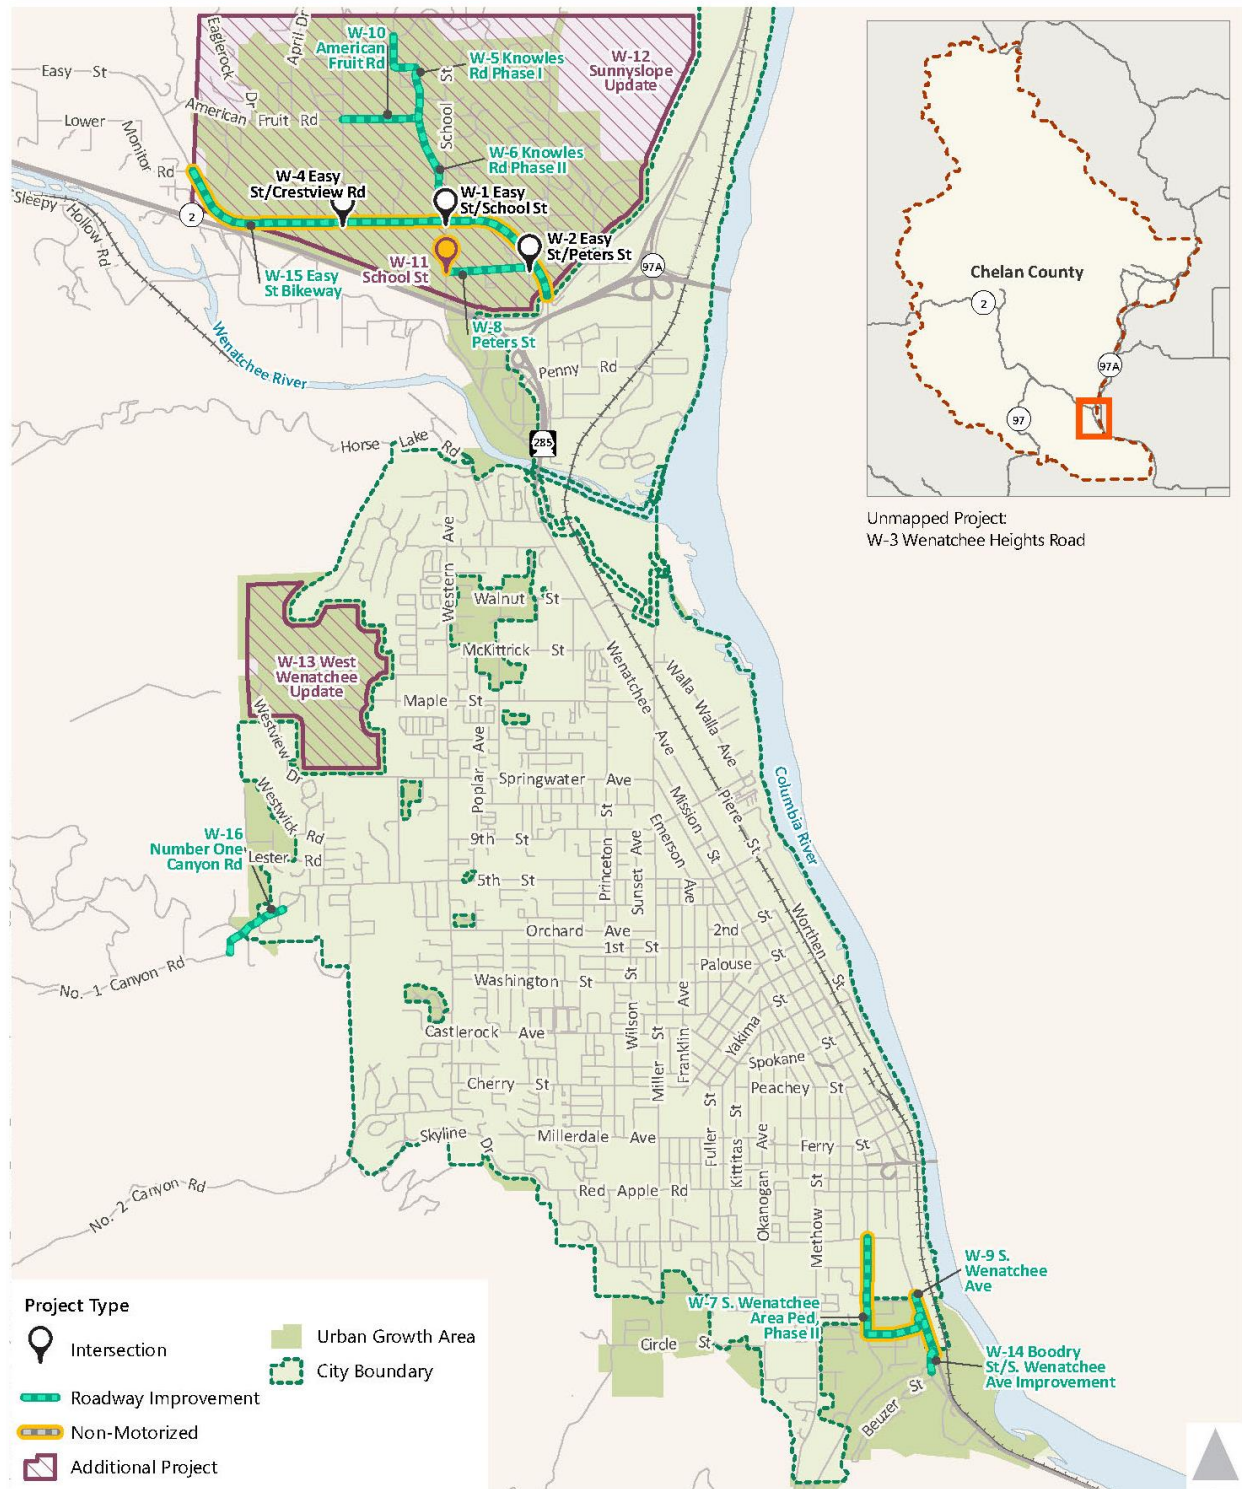 Eaglerock
Dr
April Dr
W-10
American
Fruit Rd
W-5 Knowles
Rd Phase I
W-12
Sunnyslope
Update
Easy St
American Fruit Rd
School St
Lower
Monitor
Rd
W-6 Knowles
Rd Phase II
W-4 Easy
St/Crestview Rd
W-1 Easy
St/School St
Sleepy Hollow Rd
2
W-2 Easy
St/Peters St
W-11
School St
97A
W-15 Easy
St Bikeway
W-8
Peters St
Wenatchee River
Penny Rd
Horse Lake Rd
285
Chelan County
2
97A
97
Unmapped Project:
W-3 Wenatchee Heights Road
Western Ave
Walnut St
McKittrick St
Wenatchee Ave
Walla Walla Ave
W-13 West
Wenatchee
Update
Maple St
Westview Dr
Poplar Ave
Springwater Ave
Columbia River
Westwick Rd
Mission St
Piere St
Emerson Ave
Princeton St
Sunset Ave
9th St
W-16
Number One
Canyon Rd
Lester Rd
5th St
Worthen St
Orchard Ave
2nd St
1st St
Palouse St
No. 1 Canyon Rd
Washington St
Wilson St
Franklin Ave
Yakima St
Castlerock Ave
Miller St
Spokane St
Cherry St
Peachey St
Skyline Dr
Millerdale Ave
Fuller St
Kittitas St
Okanogan Ave
Ferry St
Methow St
Red Apple Rd
No. 2 Canyon Rd
W-9 S.
Wenatchee
Ave
W-7 S. Wenatchee
Area Ped,
Phase II
Circle St
W-14 Boodry
St/S. Wenatchee
Ave Improvement
Beuzer St
Project Type
Intersection
Roadway Improvement
Non-Motorized
Additional Project
Urban Growth Area
City Boundary